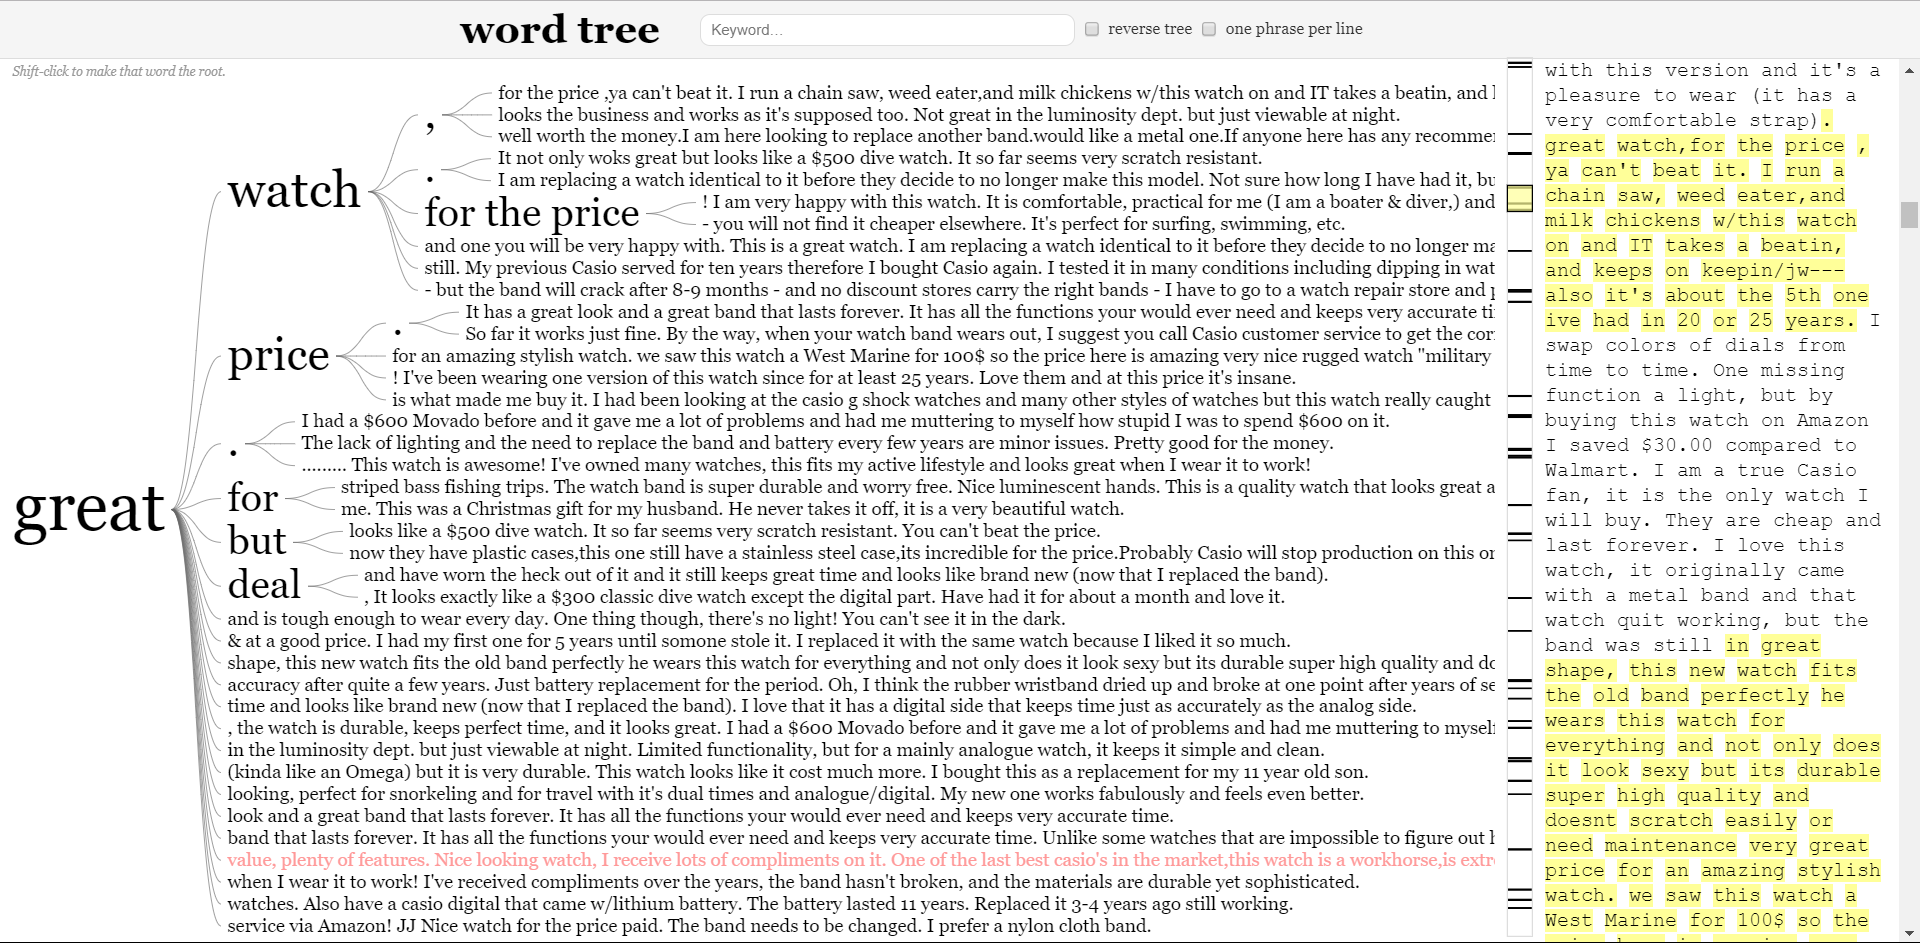 word tree
Keyword...
reverse tree
one phrase per line
Shift-click to make that word the root.
great
watch
,
for the price ,ya can't beat it. I run a chain saw, weed eater,and milk chickens w/this watch on and IT takes a beatin, and
looks the business and works as it's supposed too. Not great in the luminosity dept. but just viewable at night.
well worth the money.I am here looking to replace another band.would like a metal one.If anyone here has any recommen
.
It not only woks great but looks like a $500 dive watch. It so far seems very scratch resistant.
I am replacing a watch identical to it before they decide to no longer make this model. Not sure how long I have had it, bu
for the price
! I am very happy with this watch. It is comfortable, practical for me (I am a boater & diver,) and
- you will not find it cheaper elsewhere. It's perfect for surfing, swimming, etc.
and one you will be very happy with. This is a great watch. I am replacing a watch identical to it before they decide to no longer ma
still. My previous Casio served for ten years therefore I bought Casio again. I tested it in many conditions including dipping in wat
- but the band will crack after 8-9 months - and no discount stores carry the right bands - I have to go to a watch repair store and p
price
.
It has a great look and a great band that lasts forever. It has all the functions your would ever need and keeps very accurate ti
So far it works just fine. By the way, when your watch band wears out, I suggest you call Casio customer service to get the cor
for an amazing stylish watch. we saw this watch a West Marine for 100$ so the price here is amazing very nice rugged watch "military
! I've been wearing one version of this watch since for at least 25 years. Love them and at this price it's insane.
is what made me buy it. I had been looking at the casio g shock watches and many other styles of watches but this watch really caught
.
I had a $600 Movado before and it gave me a lot of problems and had me muttering to myself how stupid I was to spend $600 on it.
The lack of lighting and the need to replace the band and battery every few years are minor issues. Pretty good for the money.
......... This watch is awesome! I've owned many watches, this fits my active lifestyle and looks great when I wear it to work!
for
striped bass fishing trips. The watch band is super durable and worry free. Nice luminescent hands. This is a quality watch that looks great a
me. This was a Christmas gift for my husband. He never takes it off, it is a very beautiful watch.
but
looks like a $500 dive watch. It so far seems very scratch resistant. You can't beat the price.
now they have plastic cases,this one still have a stainless steel case,its incredible for the price.Probably Casio will stop production on this or
deal
and have worn the heck out of it and it still keeps great time and looks like brand new (now that I replaced the band).
, It looks exactly like a $300 classic dive watch except the digital part. Have had it for about a month and love it.
and is tough enough to wear every day. One thing though, there's no light! You can't see it in the dark.
& at a good price. I had my first one for 5 years until somone stole it. I replaced it with the same watch because I liked it so much.
shape, this new watch fits the old band perfectly he wears this watch for everything and not only does it look sexy but its durable super high quality and do
accuracy after quite a few years. Just battery replacement for the period. Oh, I think the rubber wristband dried up and broke at one point after years of se
time and looks like brand new (now that I replaced the band). I love that it has a digital side that keeps time just as accurately as the analog side.
, the watch is durable, keeps perfect time, and it looks great. I had a $600 Movado before and it gave me a lot of problems and had me muttering to mysel
in the luminosity dept. but just viewable at night. Limited functionality, but for a mainly analogue watch, it keeps it simple and clean.
(kinda like an Omega) but it is very durable. This watch looks like it cost much more. I bought this as a replacement for my 11 year old son.
looking, perfect for snorkeling and for travel with it's dual times and analogue/digital. My new one works fabulously and feels even better.
look and a great band that lasts forever. It has all the functions your would ever need and keeps very accurate time.
band that lasts forever. It has all the functions your would ever need and keeps very accurate time. Unlike some watches that are impossible to figure out
value, plenty of features. Nice looking watch, I receive lots of compliments on it. One of the last best casio's in the market,this watch is a workhorse,is extr
when I wear it to work! I've received compliments over the years, the band hasn't broken, and the materials are durable yet sophisticated.
watches. Also have a casio digital that came w/lithium battery. The battery lasted 11 years. Replaced it 3-4 years ago still working.
service via Amazon! JJ Nice watch for the price paid. The band needs to be changed. I prefer a nylon cloth band.
with this version and it's a
pleasure to wear (it has a
very comfortable strap).
great watch,for the price ,
ya can't beat it. I run a
chain saw, weed eater,and
milk chickens w/this watch
on and IT takes a beatin,
and keeps on keepin/jw---
also it's about the 5th one
ive had in 20 or 25 years. I
swap colors of dials from
time to time. One missing
function a light, but by
buying this watch on Amazon
I saved $30.00 compared to
Walmart. I am a true Casio
fan, it is the only watch I
will buy. They are cheap and
last forever. I love this
watch, it originally came
with a metal band and that
watch quit working, but the
band was still in great
shape, this new watch fits
the old band perfectly he
wears this watch for
everything and not only does
it look sexy but its durable
super high quality and
doesnt scratch easily or
need maintenance very great
price for an amazing stylish
watch. we saw this watch a
West Marine for 100$ so the